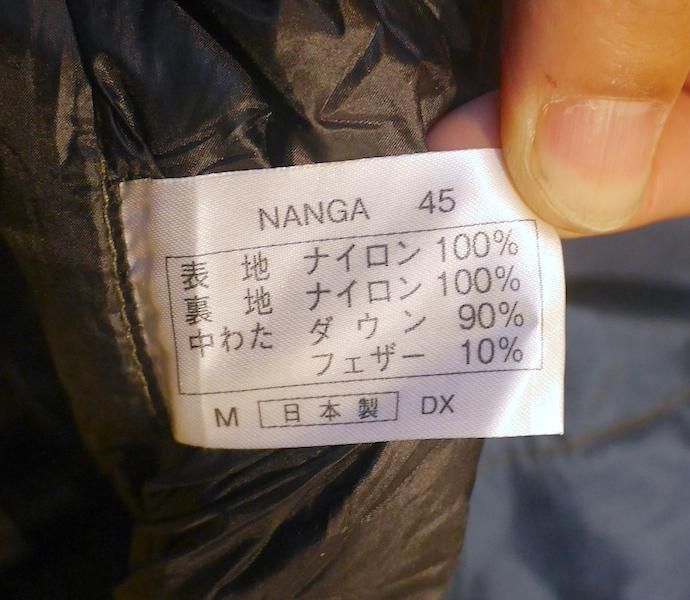 NANGA 45
表地 ナイロン 100%
裏地 ナイロン 100%
中わた ダウン 90%
フェザー 10%
M 日本製 DX